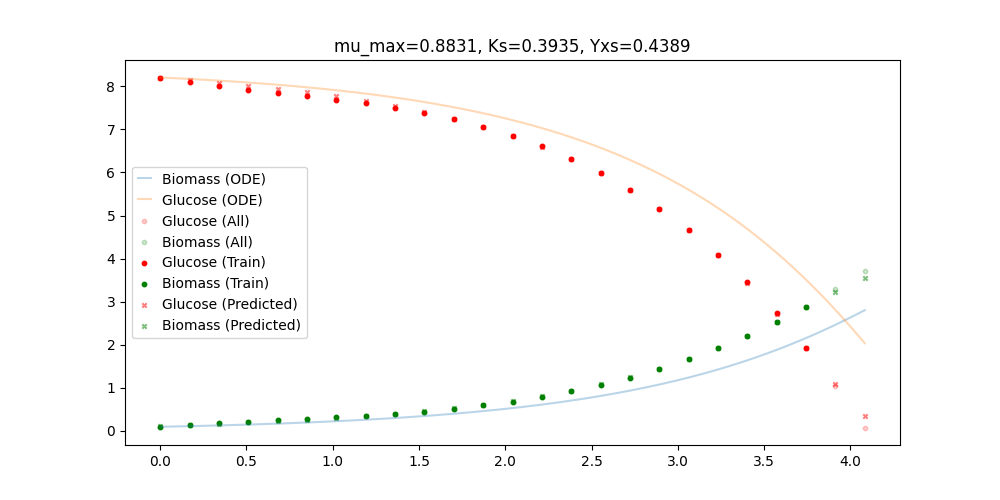 mu_max=0.8831, Ks=0.3935, Yxs=0.4389
8
7
6
5
4
3
2
1
0
Biomass (ODE)
Glucose (ODE)
Glucose (All)
Biomass (All)
Glucose (Train)
Biomass (Train)
Glucose (Predicted)
Biomass (Predicted)
0.0 0.5 1.0 1.5 2.0 2.5 3.0 3.5 4.0